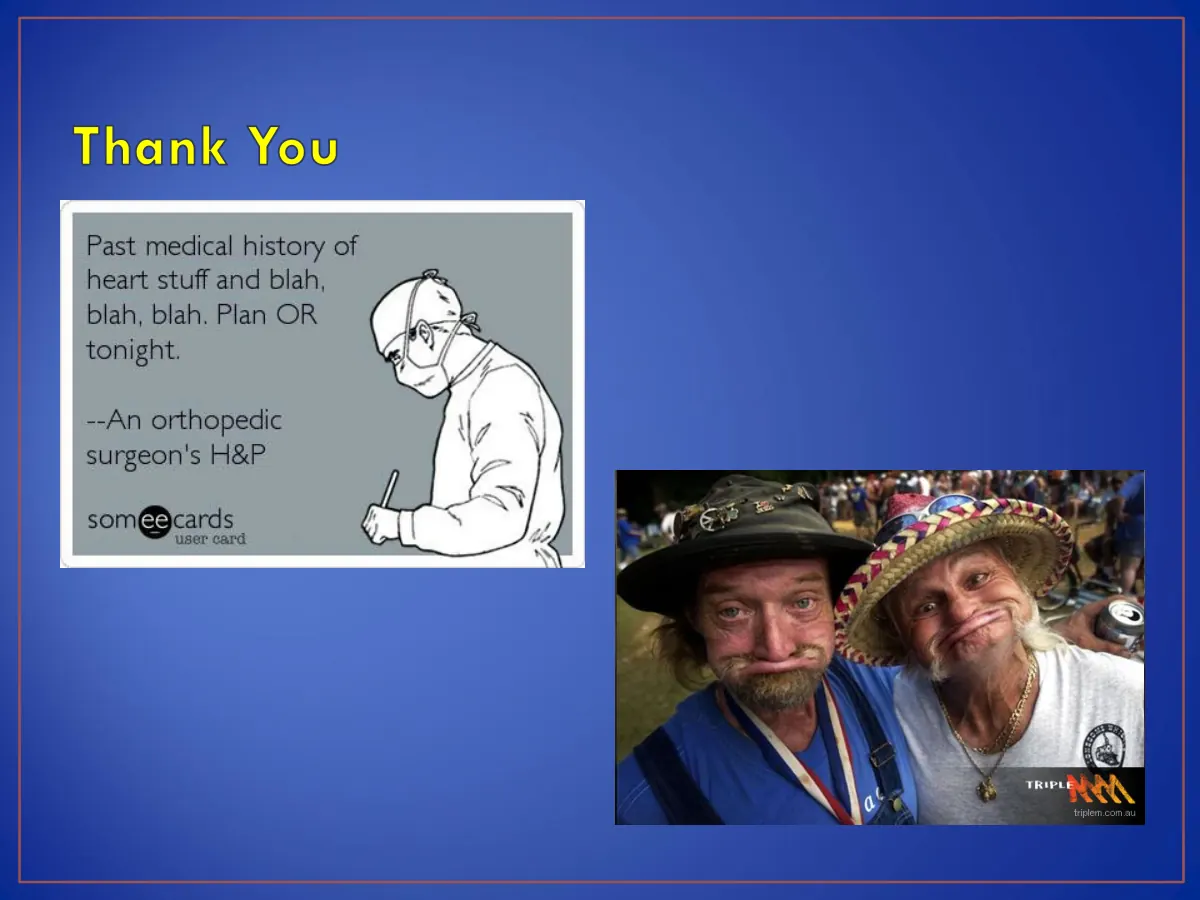 Thank You
Past medical history of
heart stuff and blah,
blah, blah. Plan OR
tonight.
--An orthopedic
surgeon's H&P
someecards
user card
TRIPLE MMM
triplem.com.au